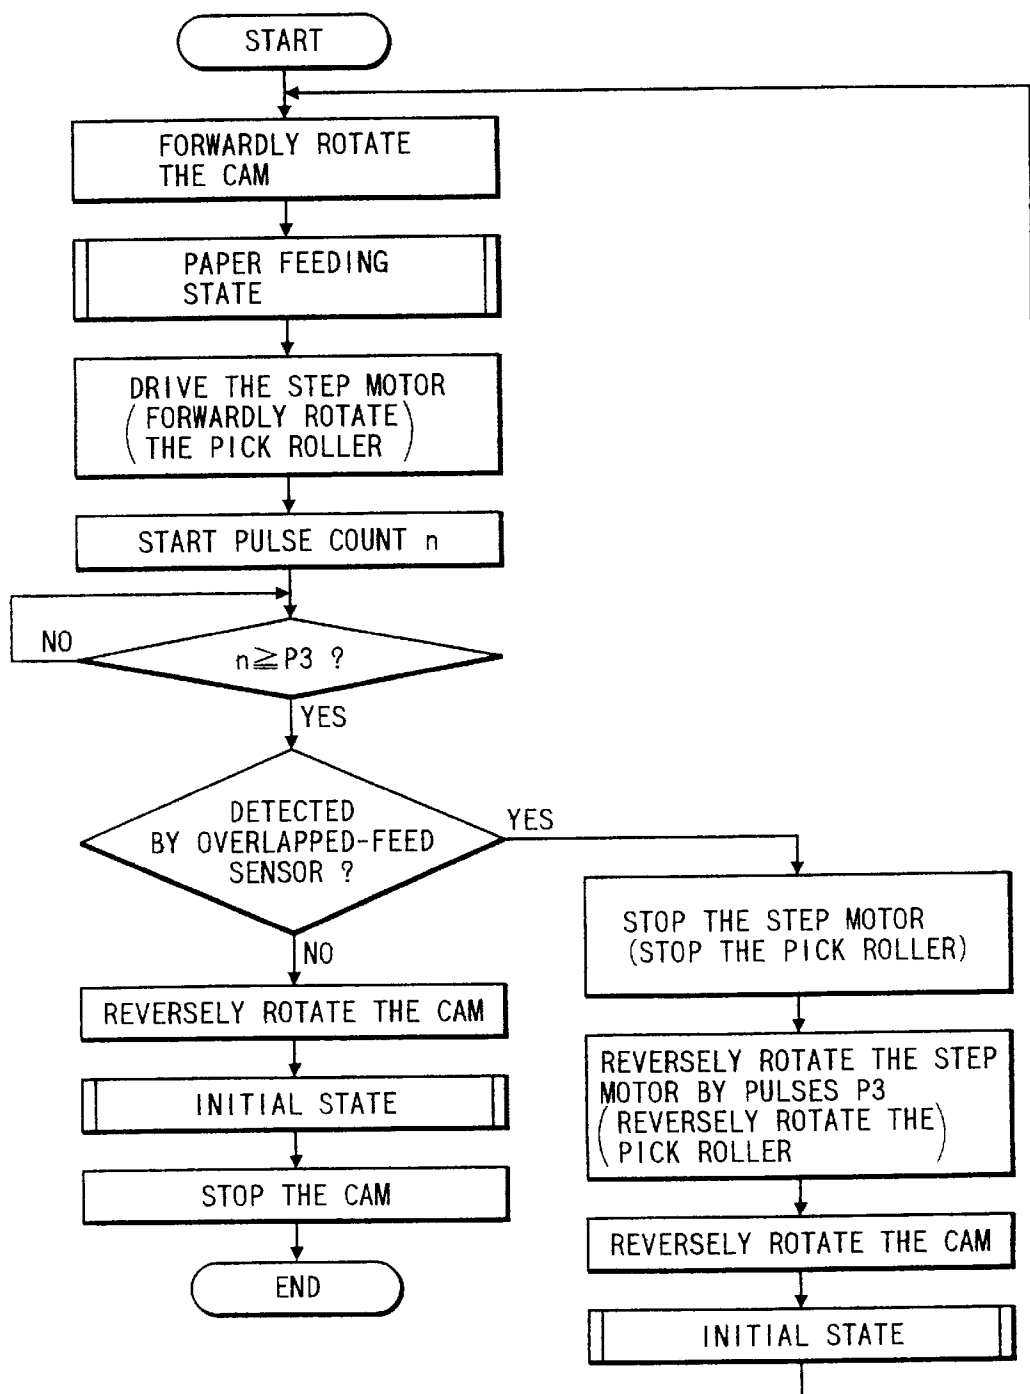 START
FORWARDLY ROTATE
THE CAM
PAPER FEEDING
STATE
DRIVE THE STEP MOTOR
(FORWARDLY ROTATE
THE PICK ROLLER)
START PULSE COUNT n
NO
n≧P3 ?
YES
DETECTED
BY OVERLAPPED-FEED
SENSOR ?
YES
NO
REVERSELY ROTATE THE CAM
INITIAL STATE
STOP THE CAM
END
STOP THE STEP MOTOR
(STOP THE PICK ROLLER)
REVERSELY ROTATE THE STEP
MOTOR BY PULSES P3
(REVERSELY ROTATE THE
PICK ROLLER)
REVERSELY ROTATE THE CAM
INITIAL STATE